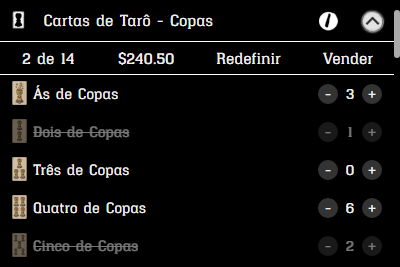 Cartas de Tarô - Copas
2 de 14 $240.50 Redefinir Vender
Ás de Copas - 3 +
Dois de Copas - 1 +
Três de Copas - 0 +
Quatro de Copas - 6 +
Cinco de Copas - 2 +